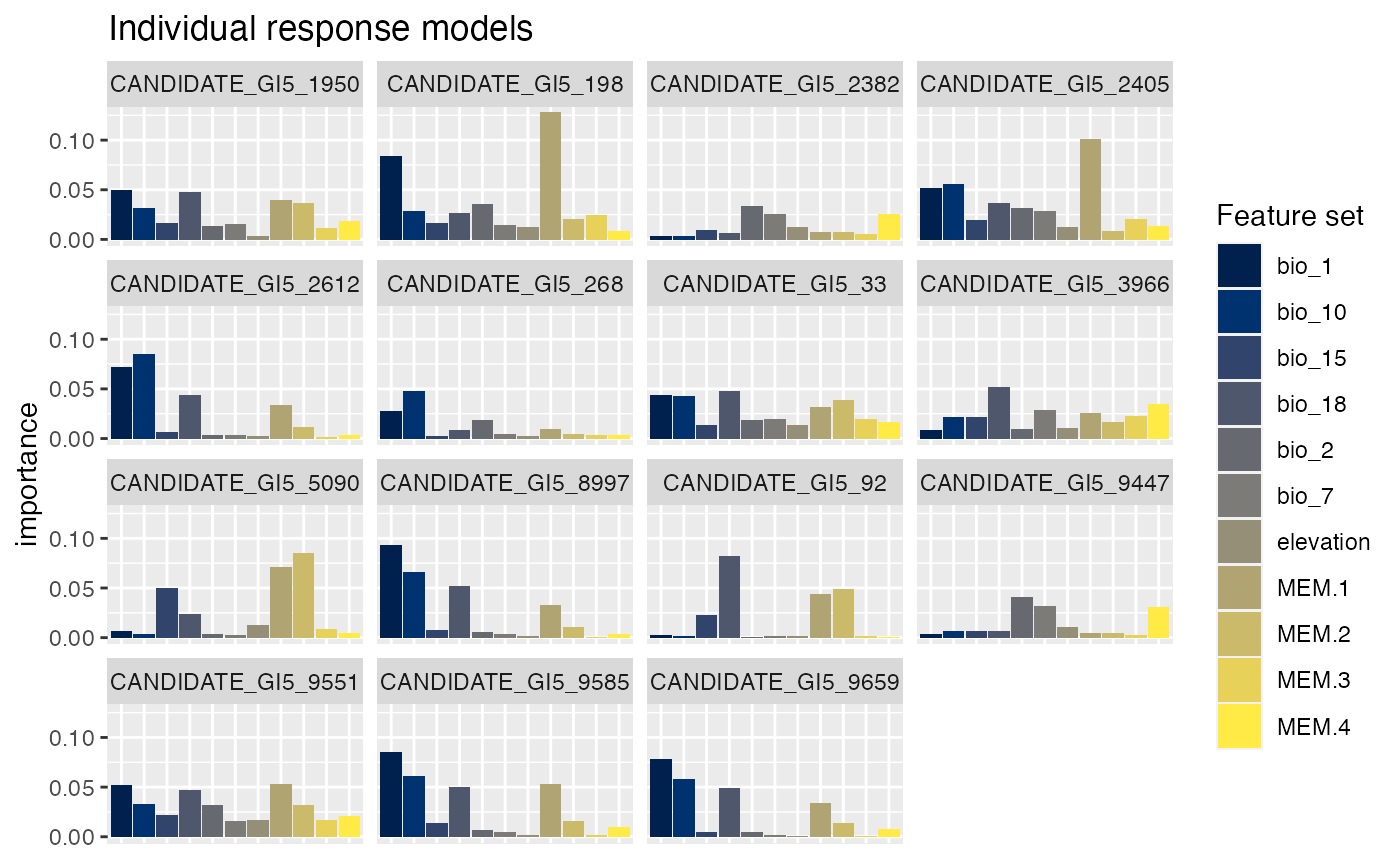 Individual response models
CANDIDATE_GI5_1950 CANDIDATE_GI5_198 CANDIDATE_GI5_2382 CANDIDATE_GI5_2405
0.10
0.05
0.00
CANDIDATE_GI5_2612 CANDIDATE_GI5_268 CANDIDATE_GI5_33 CANDIDATE_GI5_3966
0.10
0.05
0.00
CANDIDATE_GI5_5090 CANDIDATE_GI5_8997 CANDIDATE_GI5_92 CANDIDATE_GI5_9447
0.10
0.05
0.00
CANDIDATE_GI5_9551 CANDIDATE_GI5_9585 CANDIDATE_GI5_9659
0.10
0.05
0.00
importance
Feature set
bio_1
bio_10
bio_15
bio_18
bio_2
bio_7
elevation
MEM.1
MEM.2
MEM.3
MEM.4